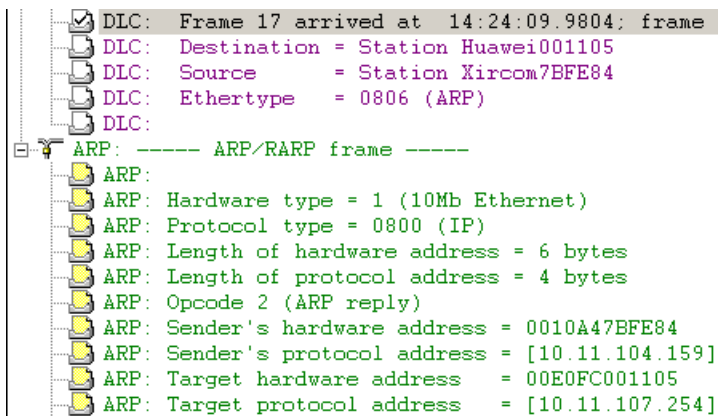 DLC:  Frame 17 arrived at  14:24:09.9804; frame
DLC:  Destination = Station Huawei001105
DLC:  Source      = Station Xircom7BFE84
DLC:  Ethertype   = 0806 (ARP)
DLC:
ARP: ----- ARP/RARP frame -----
ARP:
ARP: Hardware type = 1 (10Mb Ethernet)
ARP: Protocol type = 0800 (IP)
ARP: Length of hardware address = 6 bytes
ARP: Length of protocol address = 4 bytes
ARP: Opcode 2 (ARP reply)
ARP: Sender's hardware address = 0010A47BFE84
ARP: Sender's protocol address = [10.11.104.159]
ARP: Target hardware address   = 00E0FC001105
ARP: Target protocol address   = [10.11.107.254]